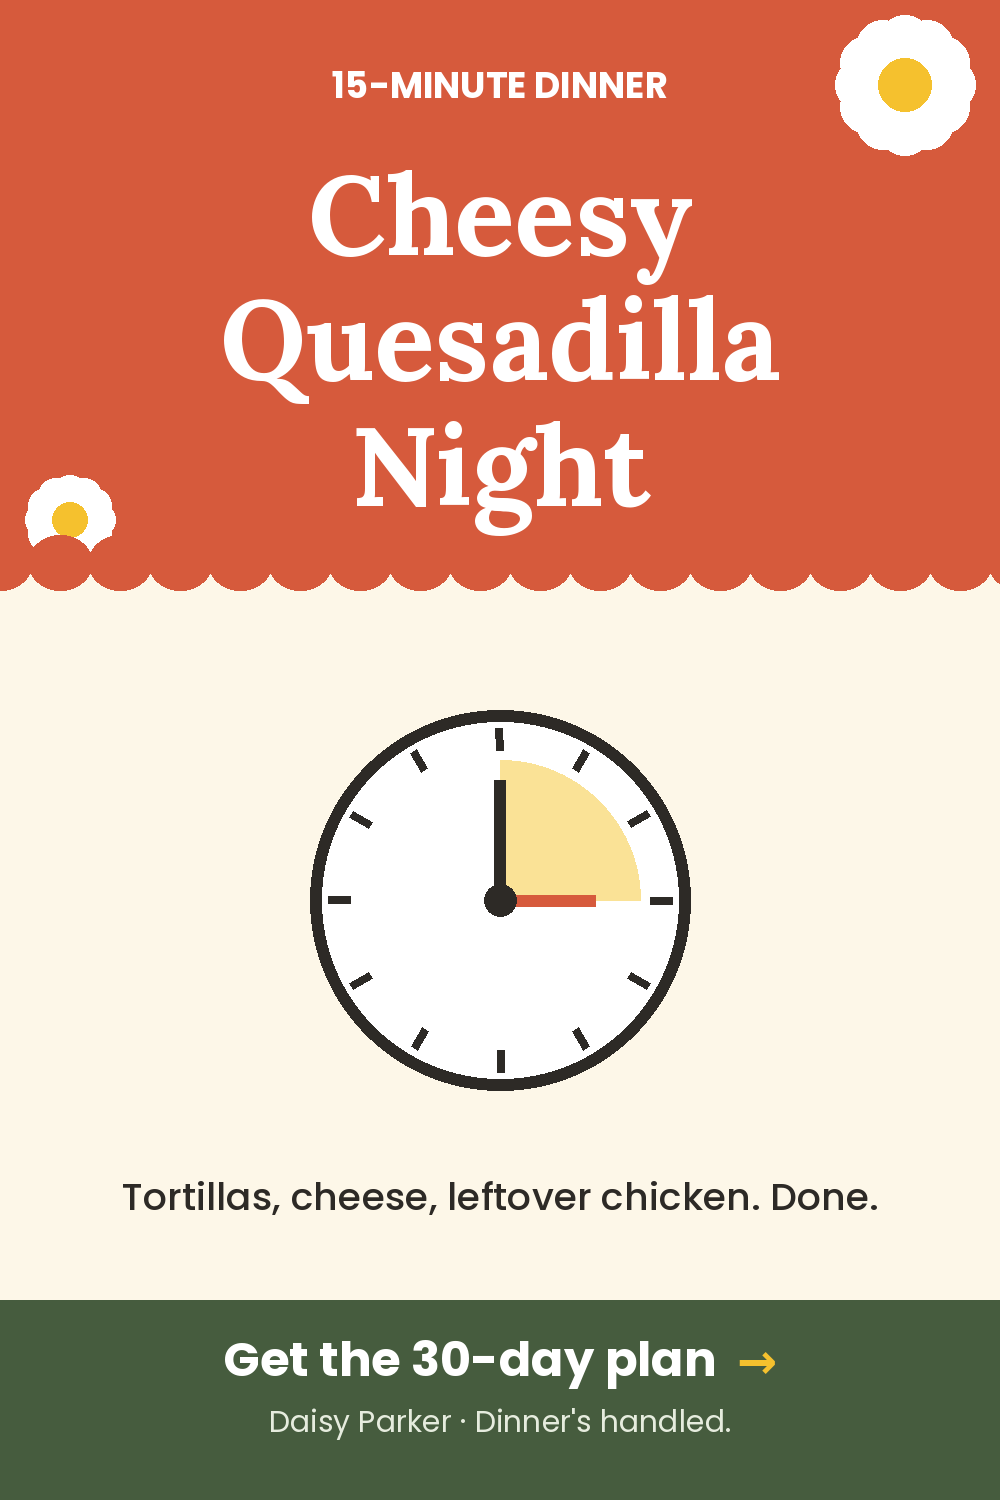 15-MINUTE DINNER
Cheesy
Quesadilla
Night
Tortillas, cheese, leftover chicken. Done.
Get the 30-day plan →
Daisy Parker · Dinner's handled.